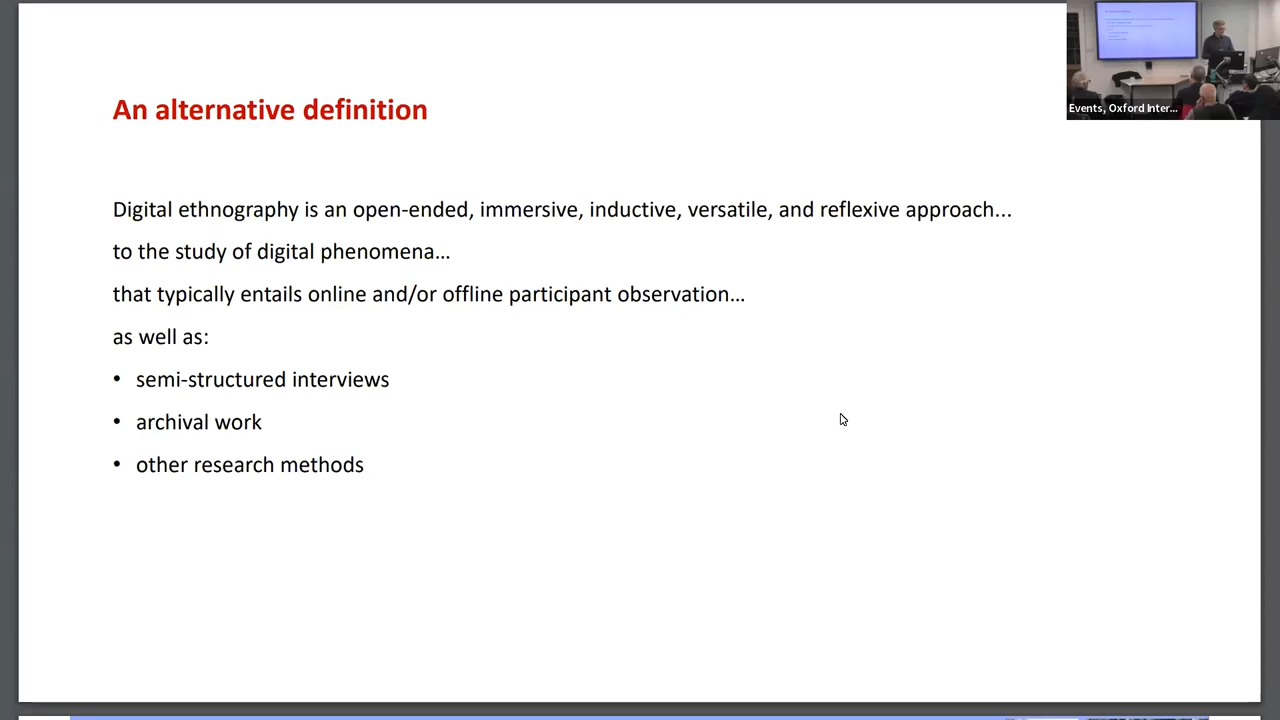 An alternative definition
Digital ethnography is an open-ended, immersive, inductive, versatile, and reflexive approach...
to the study of digital phenomena...
that typically entails online and/or offline participant observation...
as well as:
• semi-structured interviews
• archival work
• other research methods
Events, Oxford Inter...